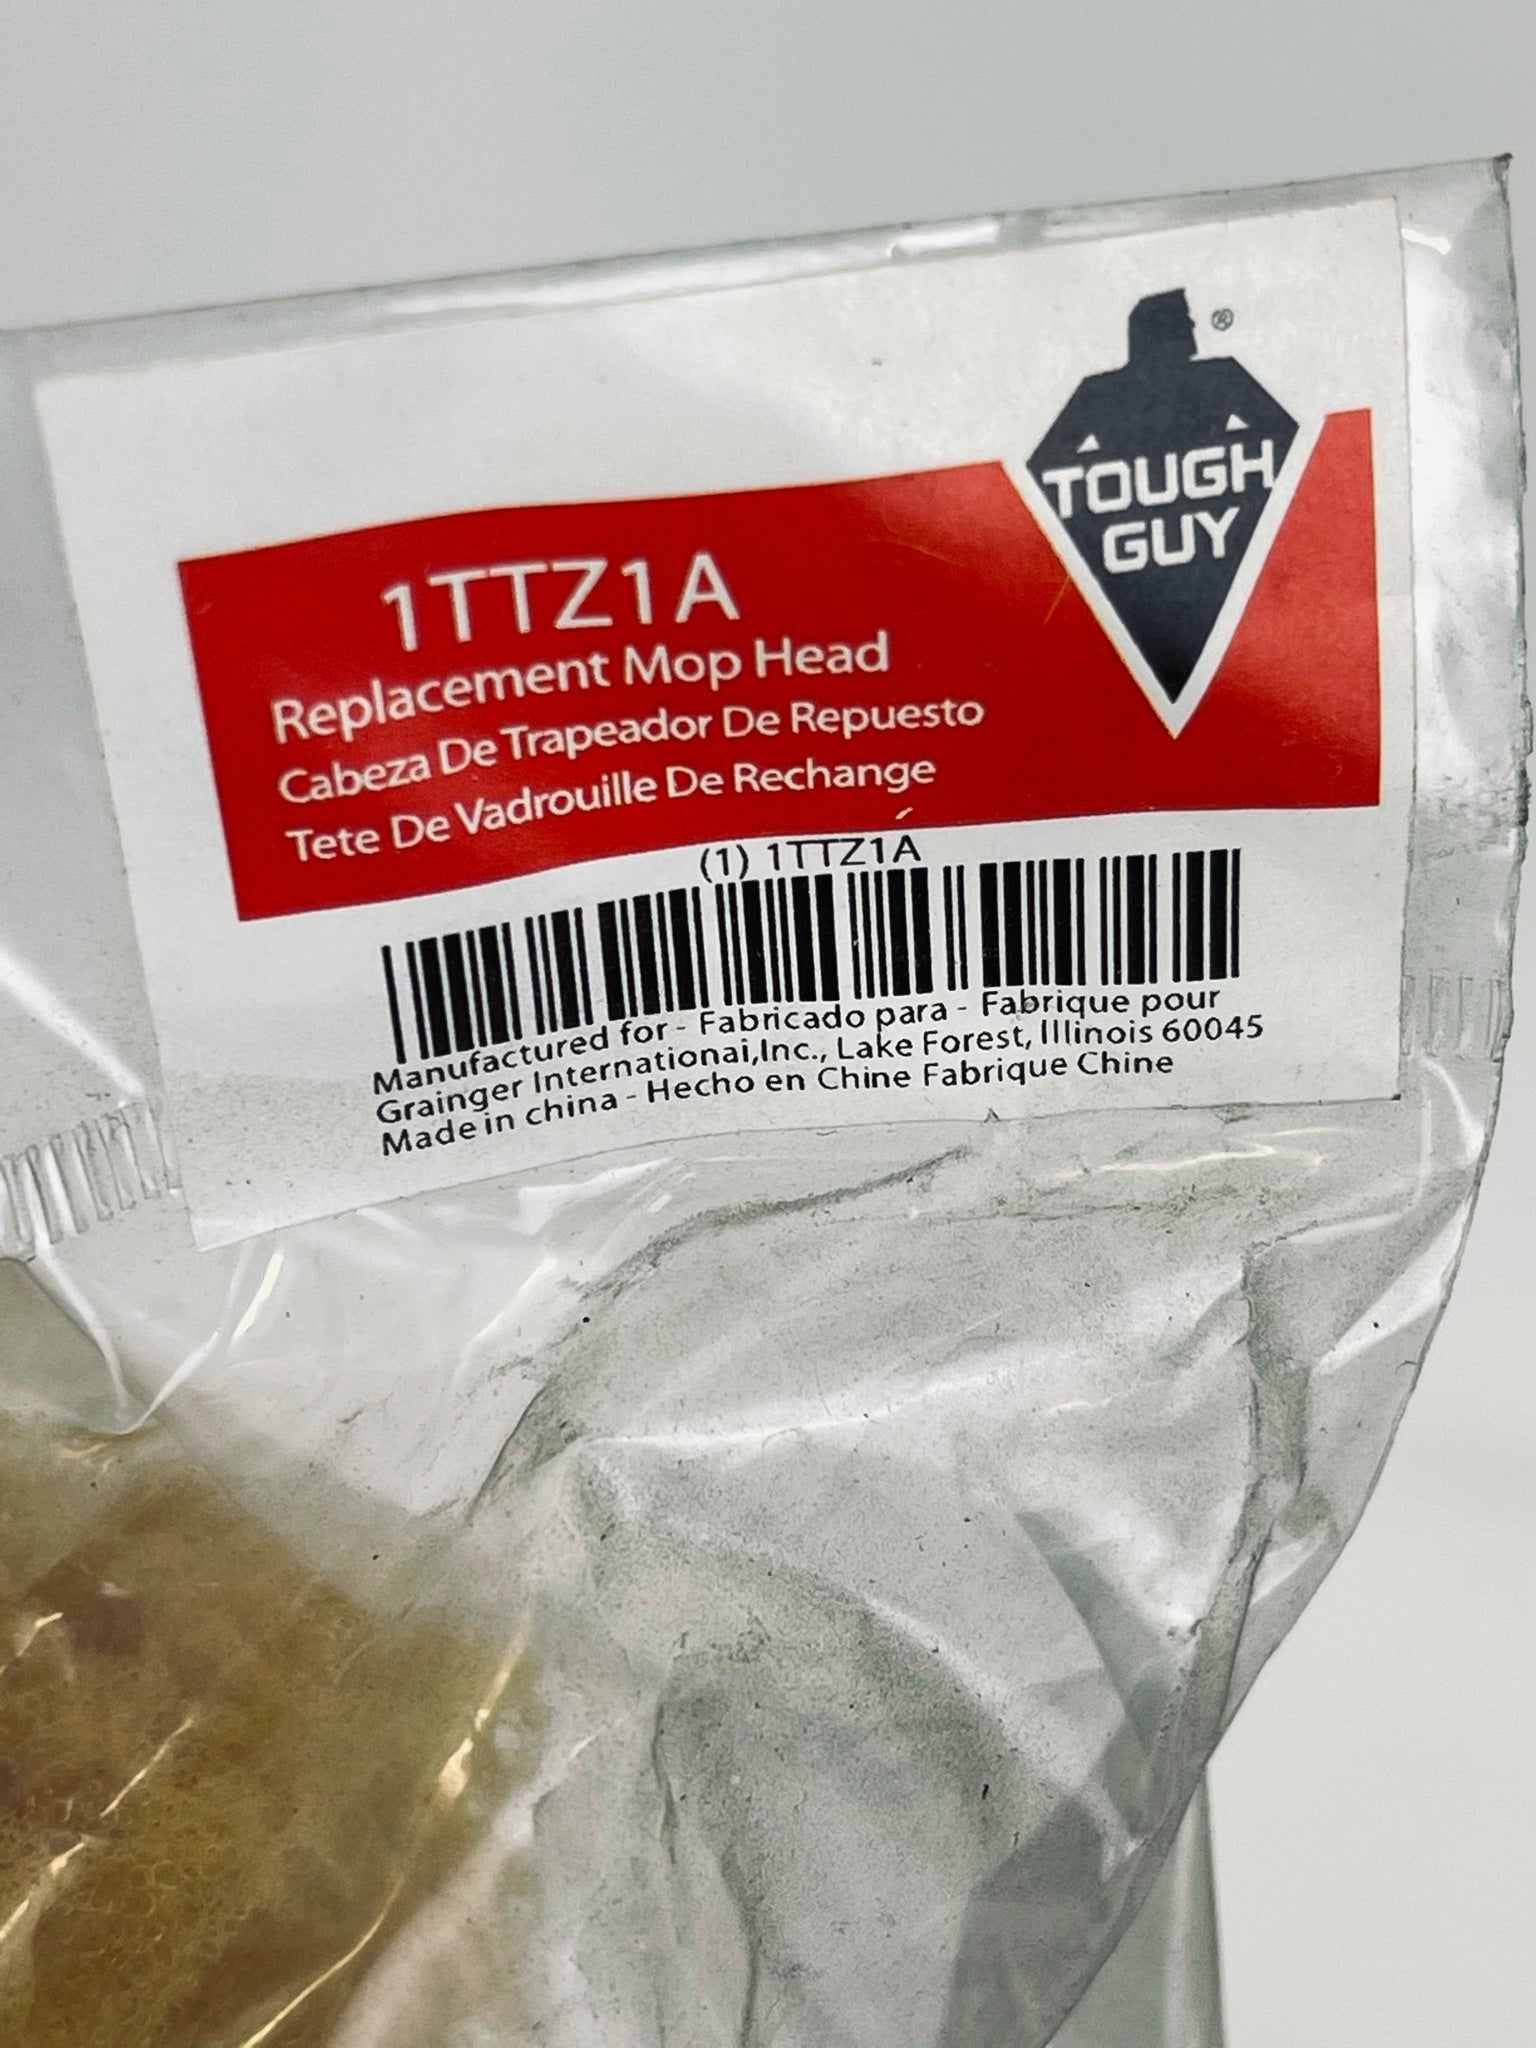 ®
TOUGH
GUY
1TTZ1A
Replacement Mop Head
Cabeza De Trapeador De Repuesto
Tete De Vadrouille De Rechange
(1) 1TTZ1A
Manufactured for - Fabricado para - Fabrique pour
Grainger Internationai,Inc., Lake Forest, Illinois 60045
Made in china - Hecho en Chine Fabrique Chine